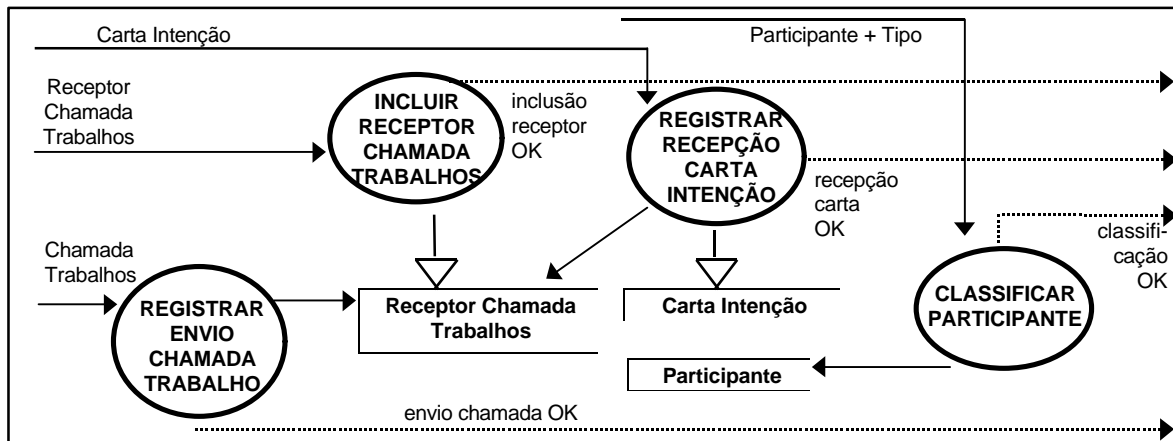 Carta Intenção
Participante + Tipo
Receptor
Chamada
Trabalhos
INCLUIR
RECEPTOR
CHAMADA
TRABALHOS
inclusão
receptor
OK
REGISTRAR
RECEPÇÃO
CARTA
INTENÇÃO
recepção
carta
OK
classifi-
cação
OK
Chamada
Trabalhos
REGISTRAR
ENVIO
CHAMADA
TRABALHO
Receptor Chamada
Trabalhos
Carta Intenção
CLASSIFICAR
PARTICIPANTE
Participante
envio chamada OK